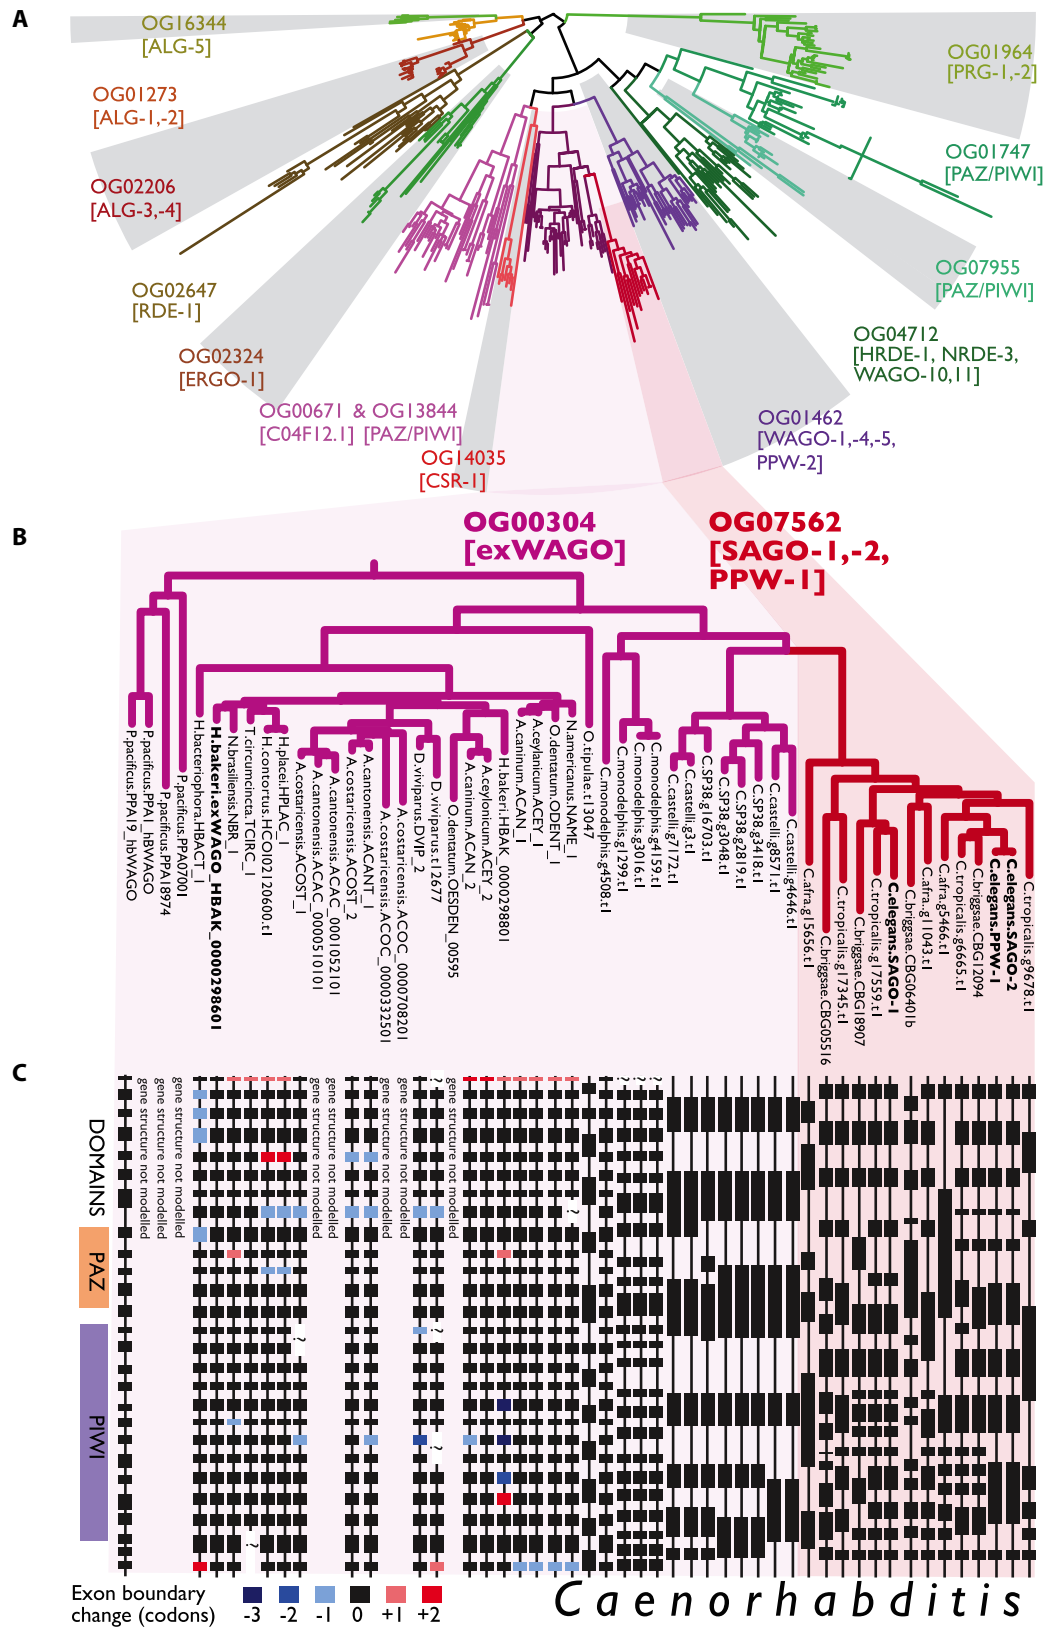 A
OG16344
[ALG-5]
OG01964
[PRG-1,-2]
OG01273
[ALG-1,-2]
OG01747
[PAZ/PIWI]
OG02206
[ALG-3,-4]
OG07955
[PAZ/PIWI]
OG02647
[RDE-1]
OG04712
[HRDE-1, NRDE-3,
WAGO-10,11]
OG02324
[ERGO-1]
OG00671 & OG13844
[C04F12.1] [PAZ/PIWI]
OG01462
[WAGO-1,-4,-5,
PPW-2]
OG14035
[CSR-1]
B
OG00304
[exWAGO]
OG07562
[SAGO-1,-2,
PPW-1]
P.pacificus.PPA19_hbWAGO
P.pacificus.PPA1_hBWAGO
P.pacificus.PPA18974
P.pacificus.PPA07001
H.bacteriophora.HBACT_1
H.bakeri.exWAGO_HBAK_0000298601
N.brasiliensis.NBR_1
T.circumcincta.TCIRC_1
H.contortus.HCOI02120600.t1
H.placei.HPLAC_1
A.costaricensis.ACOST_1
A.cantonensis.ACAC_000051010
A.cantonensis.ACAC_0001052101
A.costaricensis.ACOST_2
A.cantonensis.ACANT_1
A.costaricensis.ACOC_0000332501
A.costaricensis.ACOC_0000708201
D.viviparus.DVIP_2
D.viviparus.t12677
O.dentatum.OESDEN_00595
A.caninum.ACAN_2
A.ceylonicum.ACEY_2
H.bakeri.HBAK_0000298801
A.caninum.ACAN_1
A.ceylanicum.ACEY_1
O.dentatum.ODENT_1
N.americanus.NAME_1
O.tipulae.t13047
C.monodelphis.g4508.t1
C.monodelphis.g1299.t1
C.monodelphis.g3016.t1
C.monodelphis.g4159.t1
C.castelli.g7172.t1
C.castelli.g3.t1
C.SP38.g16703.t1
C.SP38.g3048.t1
C.SP38.g2819.t1
C.SP38.g3418.t1
C.castelli.g8571.t1
C.castelli.g4646.t1
C.afra.g15656.t1
C.briggsae.CBG05516
C.tropicalis.g17345.t1
C.briggsae.CBG18907
C.tropicalis.g17559.t1
C.elegans.SAGO-1
C.briggsae.CBG06401b
C.afra..g11043.t1
C.afra.g5466.t1
C.tropicalis.g6665.t1
C.briggsae.CBG12094
C.elegans.PPW-1
C.elegans.SAGO-2
C.tropicalis.g9678.t1
C
DOMAINS
PAZ
PIWI
gene structure not modelled
gene structure not modelled
gene structure not modelled
gene structure not modelled
gene structure not modelled
gene structure not modelled
gene structure not modelled
gene structure not modelled
?
?
?
?
?
?
?
?
?
Exon boundary
change (codons)
-3 -2 -1 0 +1 +2
Caenorhabditis